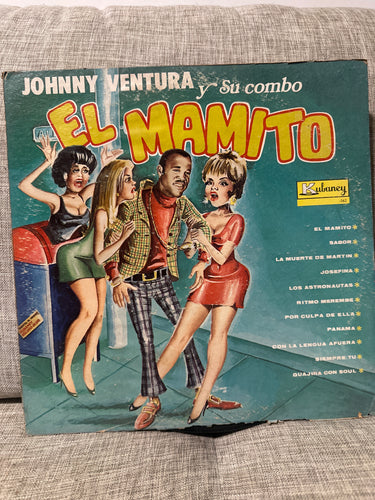 JOHNNY VENTURA y Su combo
EL MAMITO
Kubaney
EL MAMITO
SABOR
LA MUERTE DE MARTIN
JOSEFINA
LOS ASTRONAUTAS
RITMO MEREMBE
POR CULPA DE ELLA
PANAMA
CON LA LENGUA AFUERA
SIEMPRE TU
GUAJIRA CON SOUL